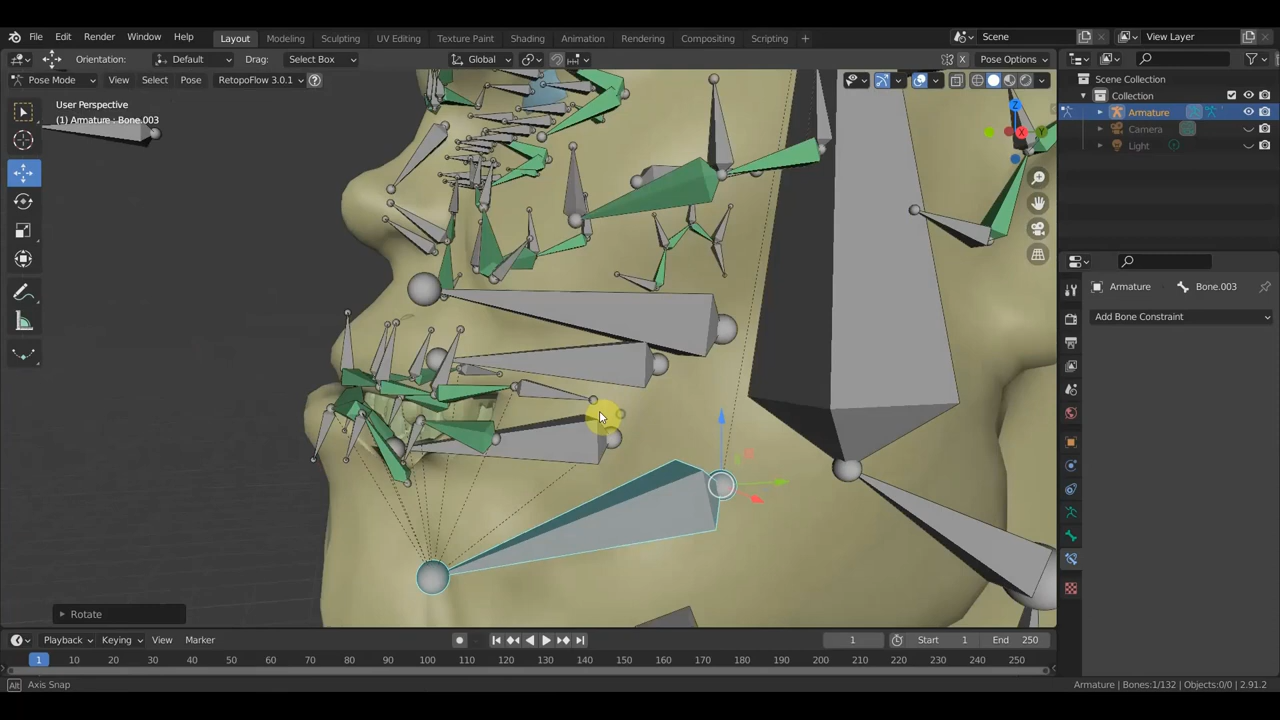 File Edit Render Window Help Layout Modeling Sculpting UV Editing Texture Paint Shading Animation Rendering Compositing Scripting + Scene View Layer
Orientation: Default Drag: Select Box Global X Pose Options
Pose Mode View Select Pose RetopoFlow 3.0.1 ?
Scene Collection
Collection
Armature
Camera
Light
User Perspective
(1) Armature : Bone.003
Z
X
Y
Armature Bone.003
Add Bone Constraint
Rotate
Playback Keying View Marker 1 Start 1 End 250
1 10 20 30 40 50 60 70 80 90 100 110 120 130 140 150 160 170 180 190 200 210 220 230 240 250
Alt Axis Snap Armature | Bones:1/132 | Objects:0/0 | 2.91.2